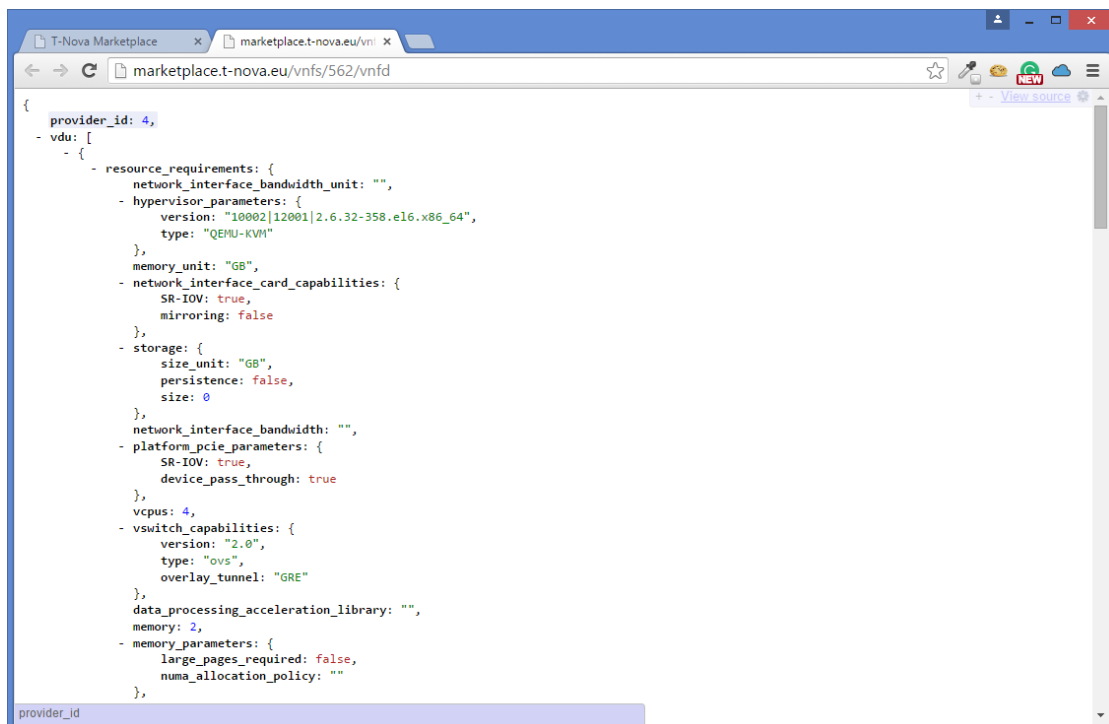 T-Nova Marketplace
marketplace.t-nova.eu/vnf
marketplace.t-nova.eu/vnfs/562/vnfd
NEW
+ - View source
{
provider_id: 4,
- vdu: [
- {
- resource_requirements: {
network_interface_bandwidth_unit: "",
- hypervisor_parameters: {
version: "10002|12001|2.6.32-358.el6.x86_64",
type: "QEMU-KVM"
},
memory_unit: "GB",
- network_interface_card_capabilities: {
SR-IOV: true,
mirroring: false
},
- storage: {
size_unit: "GB",
persistence: false,
size: 0
},
network_interface_bandwidth: "",
- platform_pcie_parameters: {
SR-IOV: true,
device_pass_through: true
},
vcpus: 4,
- vswitch_capabilities: {
version: "2.0",
type: "ovs",
overlay_tunnel: "GRE"
},
data_processing_acceleration_library: "",
memory: 2,
- memory_parameters: {
large_pages_required: false,
numa_allocation_policy: ""
},
provider_id